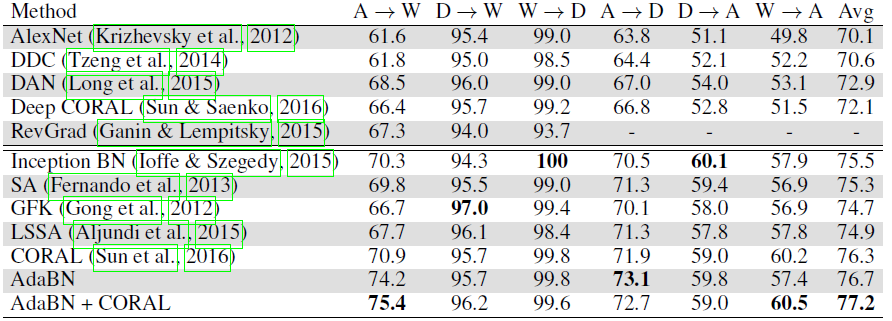 Method A → W D → W W → D A → D D → A W → A Avg
AlexNet (Krizhevsky et al., 2012) 61.6 95.4 99.0 63.8 51.1 49.8 70.1
DDC (Tzeng et al., 2014) 61.8 95.0 98.5 64.4 52.1 52.2 70.6
DAN (Long et al., 2015) 68.5 96.0 99.0 67.0 54.0 53.1 72.9
Deep CORAL (Sun & Saenko, 2016) 66.4 95.7 99.2 66.8 52.8 51.5 72.1
RevGrad (Ganin & Lempitsky, 2015) 67.3 94.0 93.7 - - - -
Inception BN (Ioffe & Szegedy, 2015) 70.3 94.3 100 70.5 60.1 57.9 75.5
SA (Fernando et al., 2013) 69.8 95.5 99.0 71.3 59.4 56.9 75.3
GFK (Gong et al., 2012) 66.7 97.0 99.4 70.1 58.0 56.9 74.7
LSSA (Aljundi et al., 2015) 67.7 96.1 98.4 71.3 57.8 57.8 74.9
CORAL (Sun et al., 2016) 70.9 95.7 99.8 71.9 59.0 60.2 76.3
AdaBN 74.2 95.7 99.8 73.1 59.8 57.4 76.7
AdaBN + CORAL 75.4 96.2 99.6 72.7 59.0 60.5 77.2